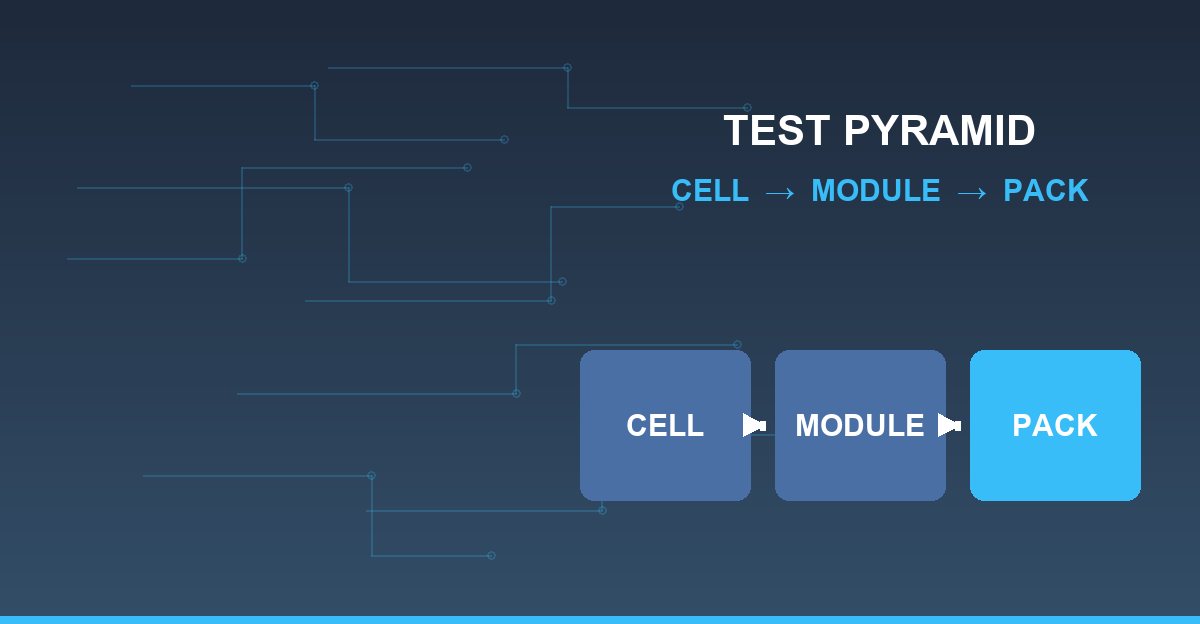 TEST PYRAMID
CELL → MODULE → PACK
CELL MODULE PACK